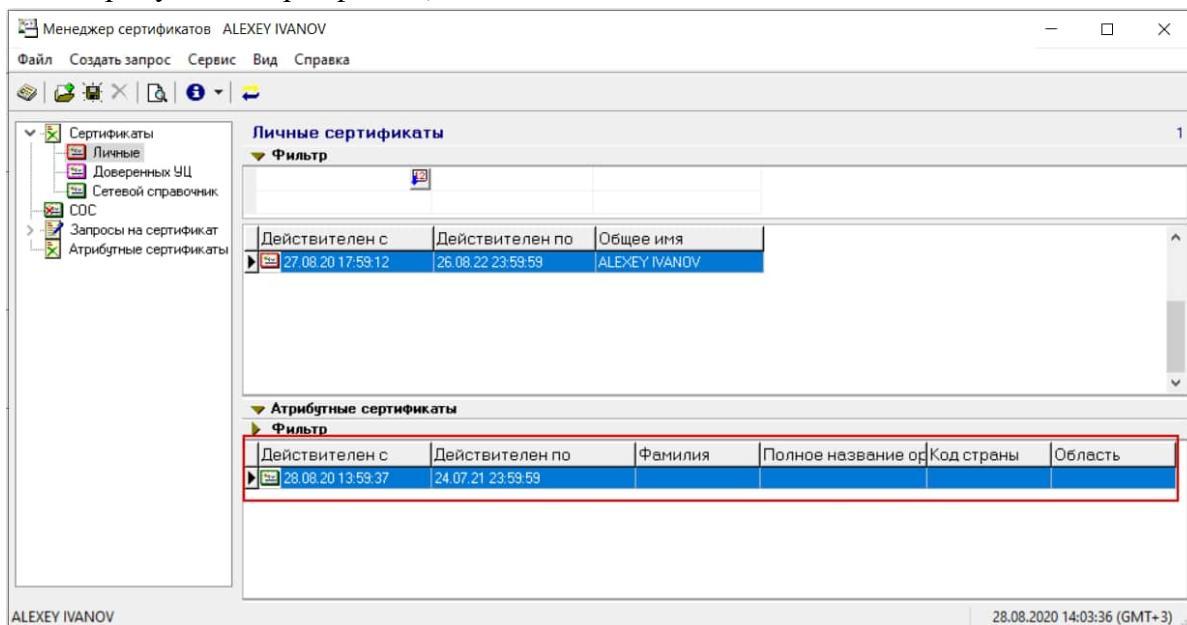 Менеджер сертификатов ALEXEY IVANOV
Файл Создать запрос Сервис Вид Справка
Сертификаты
Личные
Доверенных УЦ
Сетевой справочник
СОС
Запросы на сертификат
Атрибутные сертификаты
Личные сертификаты 1
Фильтр
Действителен с Действителен по Общее имя
27.08.20 17:59:12 26.08.22 23:59:59 ALEXEY IVANOV
Атрибутные сертификаты
Фильтр
Действителен с Действителен по Фамилия Полное название ор Код страны Область
28.08.20 13:59:37 24.07.21 23:59:59
ALEXEY IVANOV 28.08.2020 14:03:36 (GMT+3)